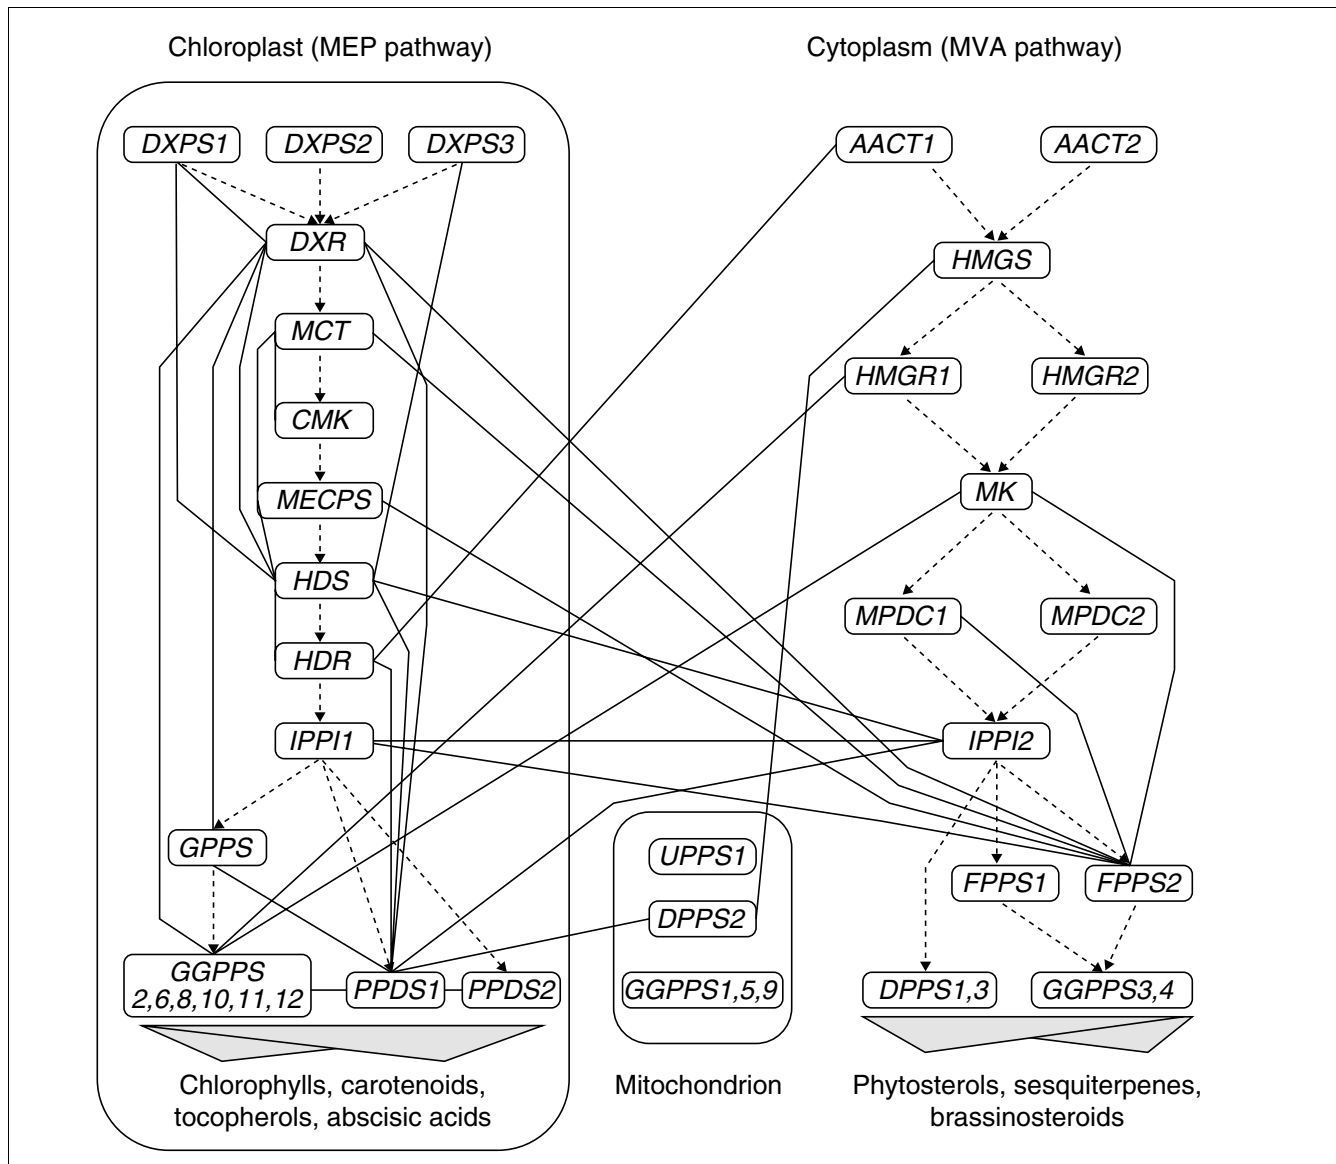 Chloroplast (MEP pathway)
Cytoplasm (MVA pathway)
DXPS1
DXPS2
DXPS3
AACT1
AACT2
DXR
HMGS
MCT
HMGR1
HMGR2
CMK
MECPS
MK
HDS
MPDC1
MPDC2
HDR
IPPI1
IPPI2
GPPS
UPPS1
FPPS1
FPPS2
DPPS2
GGPPS
2,6,8,10,11,12
PPDS1
PPDS2
GGPPS1,5,9
DPPS1,3
GGPPS3,4
Chlorophylls, carotenoids,
tocopherols, abscisic acids
Mitochondrion
Phytosterols, sesquiterpenes,
brassinosteroids